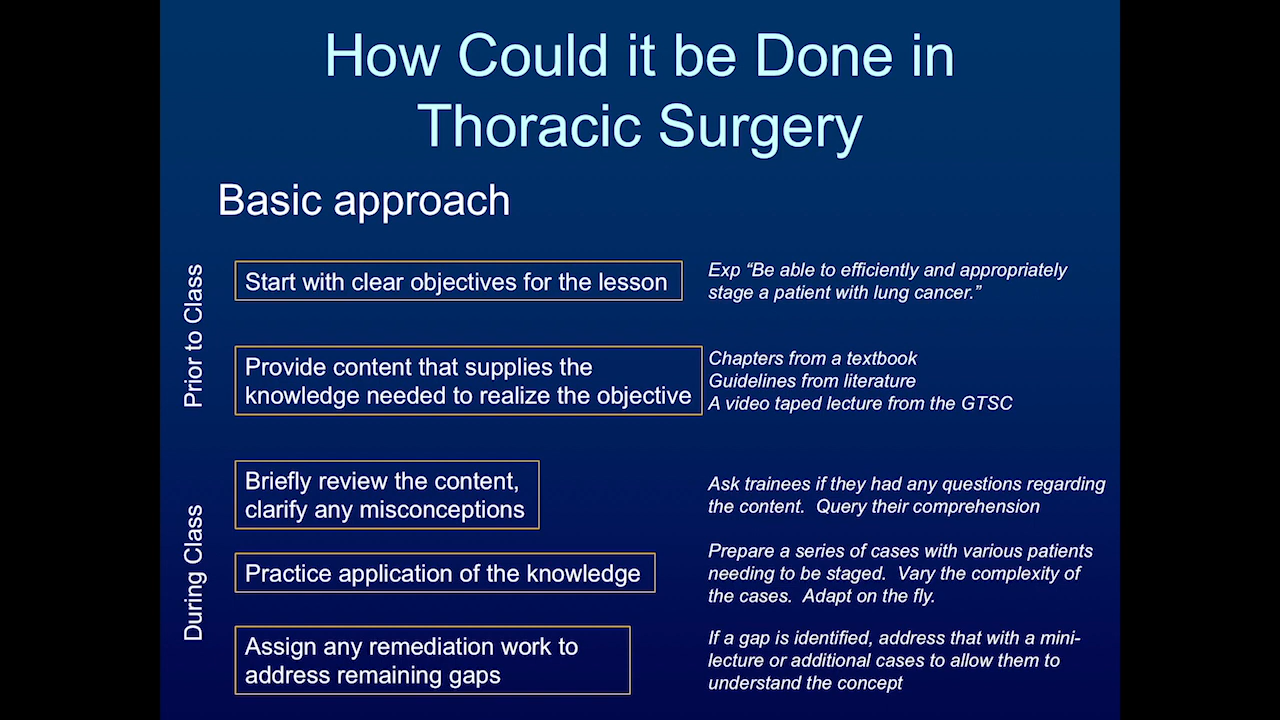 How Could it be Done in
Thoracic Surgery
Basic approach
Prior to Class
Start with clear objectives for the lesson
Exp “Be able to efficiently and appropriately
stage a patient with lung cancer.”
Provide content that supplies the
knowledge needed to realize the objective
Chapters from a textbook
Guidelines from literature
A video taped lecture from the GTSC
During Class
Briefly review the content,
clarify any misconceptions
Ask trainees if they had any questions regarding
the content.  Query their comprehension
Practice application of the knowledge
Prepare a series of cases with various patients
needing to be staged.  Vary the complexity of
the cases.  Adapt on the fly.
Assign any remediation work to
address remaining gaps
If a gap is identified, address that with a mini-
lecture or additional cases to allow them to
understand the concept